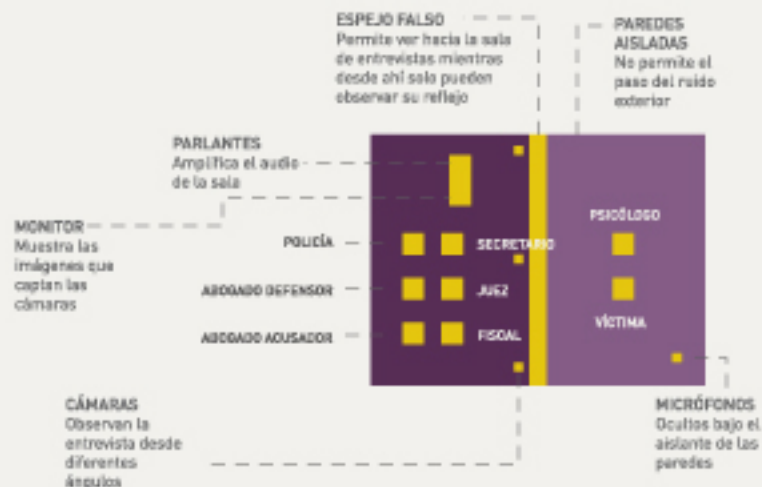 ESPEJO FALSO
Permite ver hacia la sala
de entrevistas mientras
desde ahí solo pueden
observar su reflejo
PAREDES
AISLADAS
No permite el
paso del ruido
exterior
PARLANTES
Amplifica el audio
de la sala
MONITOR
Muestra las
imágenes que
captan las
cámaras
POLICÍA
SECRETARIO
PSICÓLOGO
ABOGADO DEFENSOR
JUEZ
ABOGADO ACUSADOR
FISCAL
VÍCTIMA
CÁMARAS
Observan la
entrevista desde
diferentes
ángulos
MICRÓFONOS
Ocultos bajo el
aislante de las
paredes